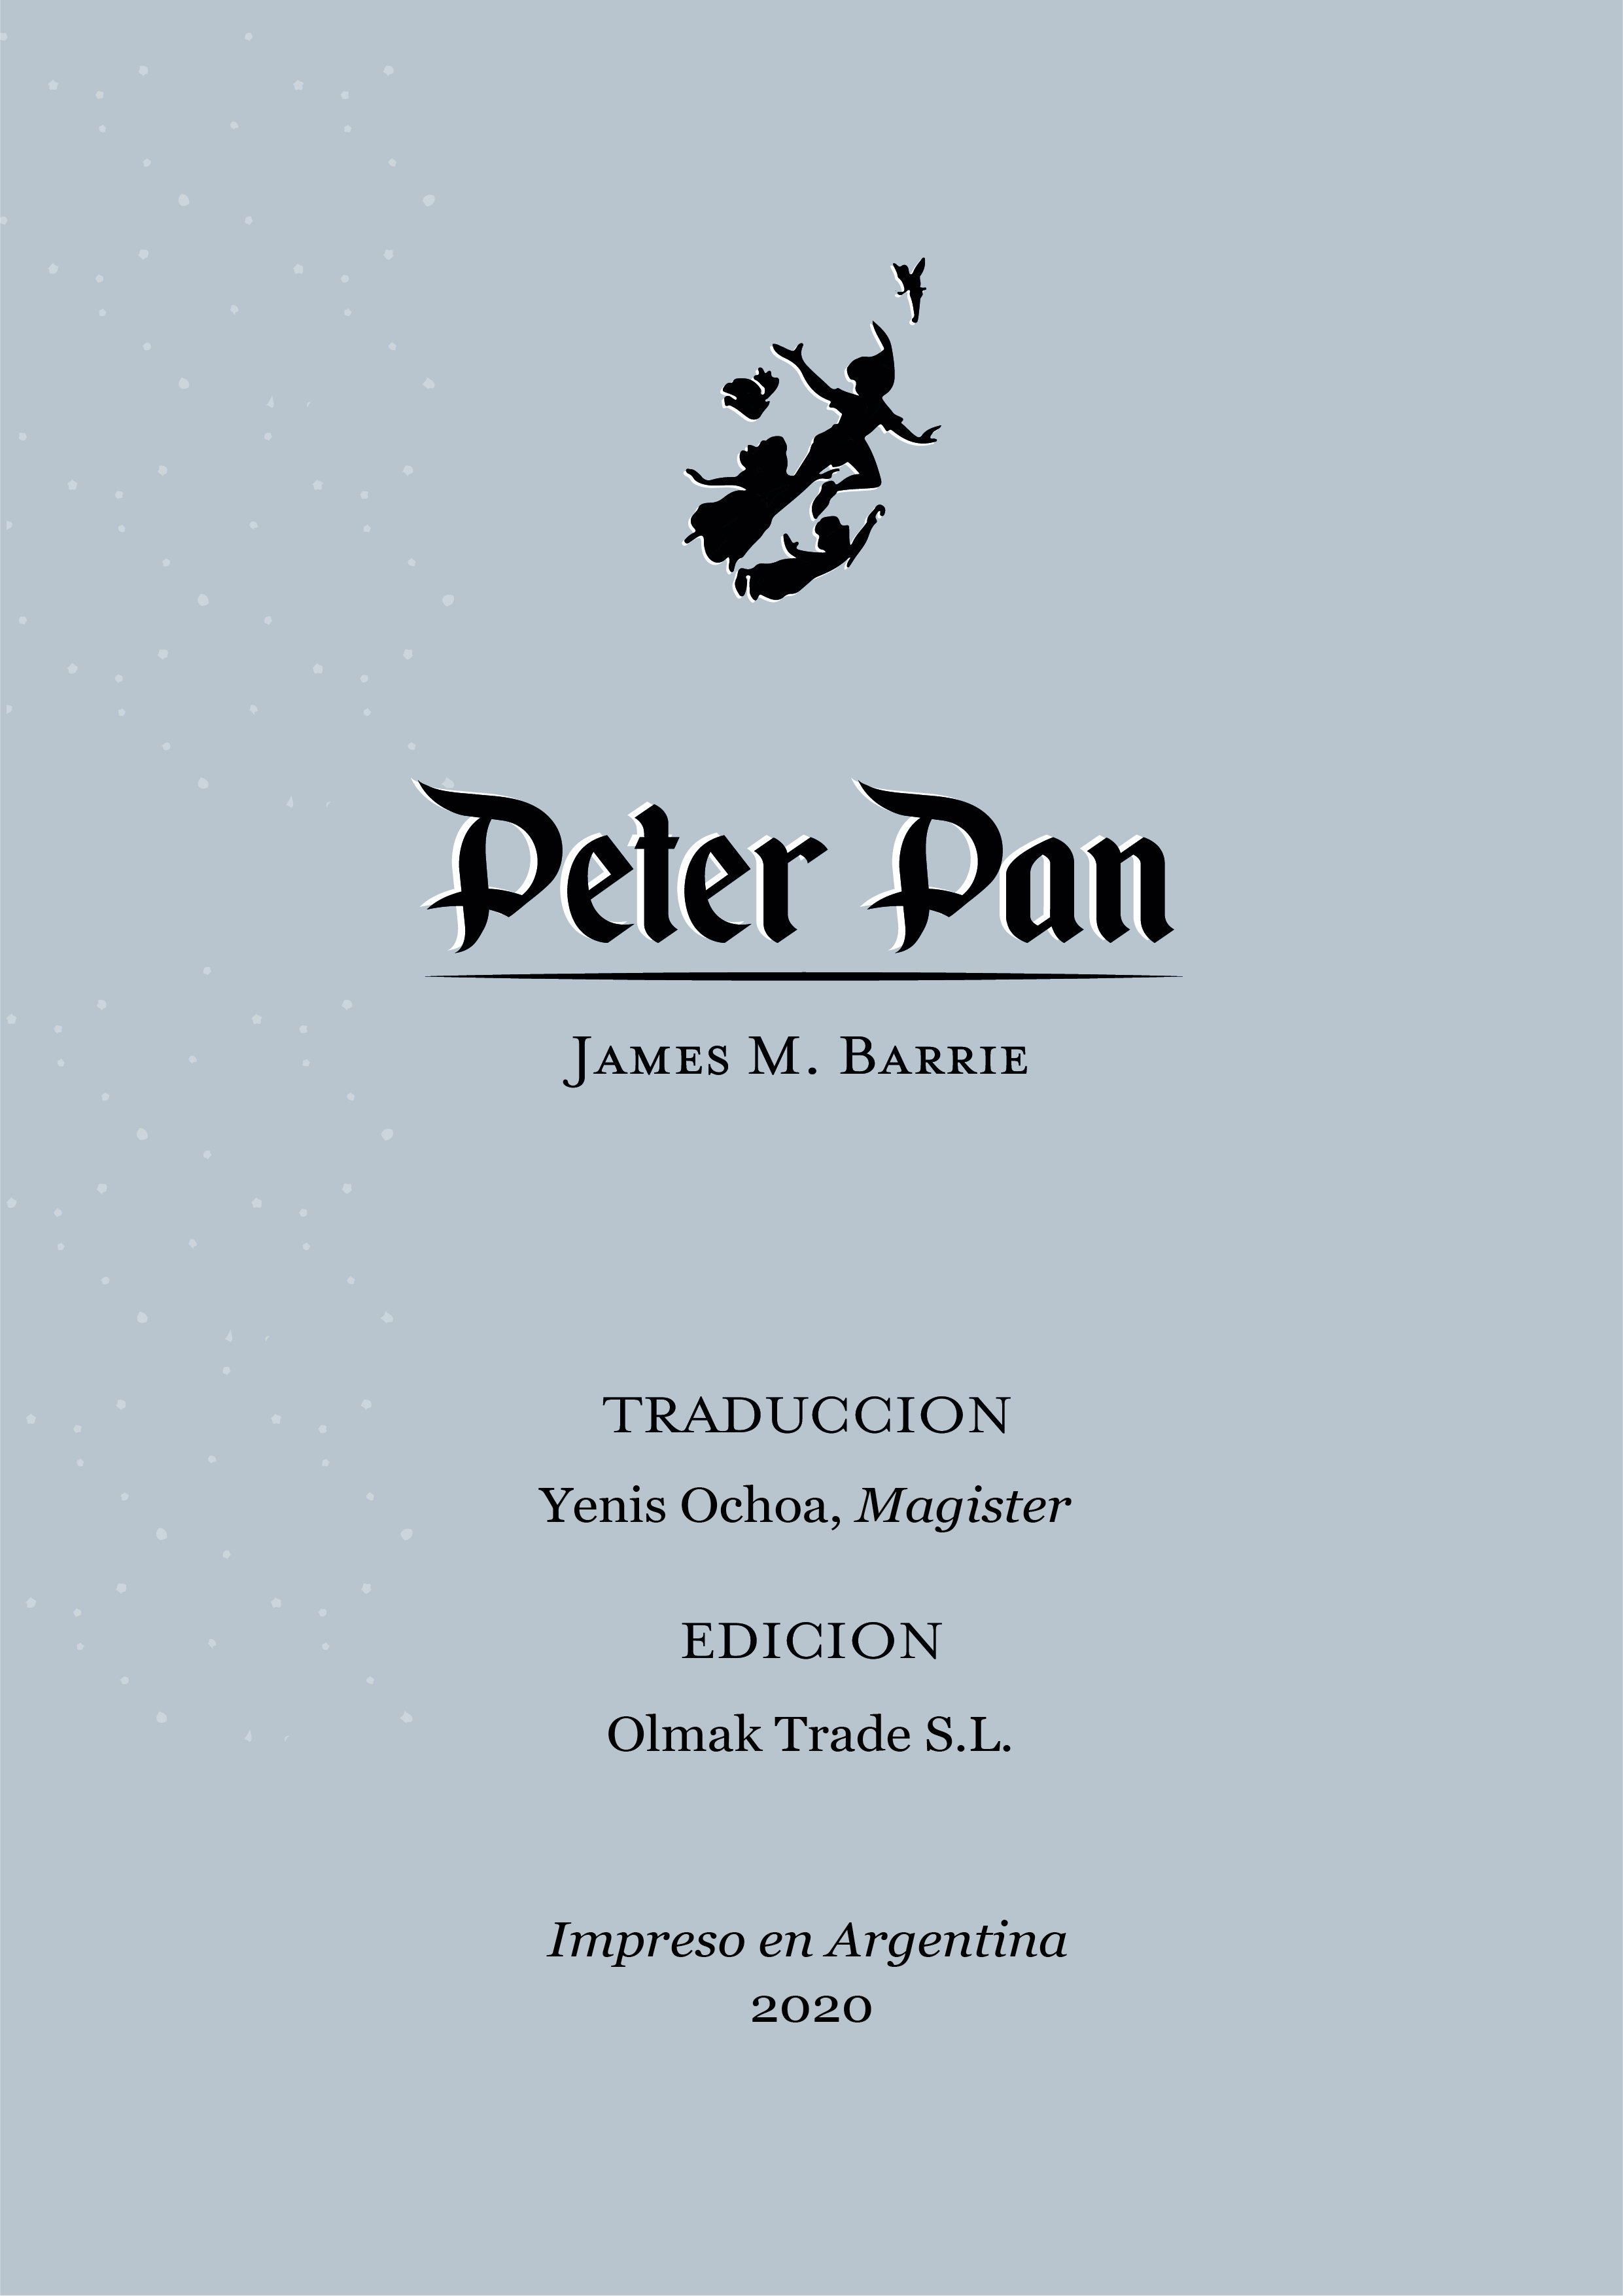 Peter Pan
James M. Barrie
TRADUCCION
Yenis Ochoa, Magister
EDICION
Olmak Trade S.L.
Impreso en Argentina
2020